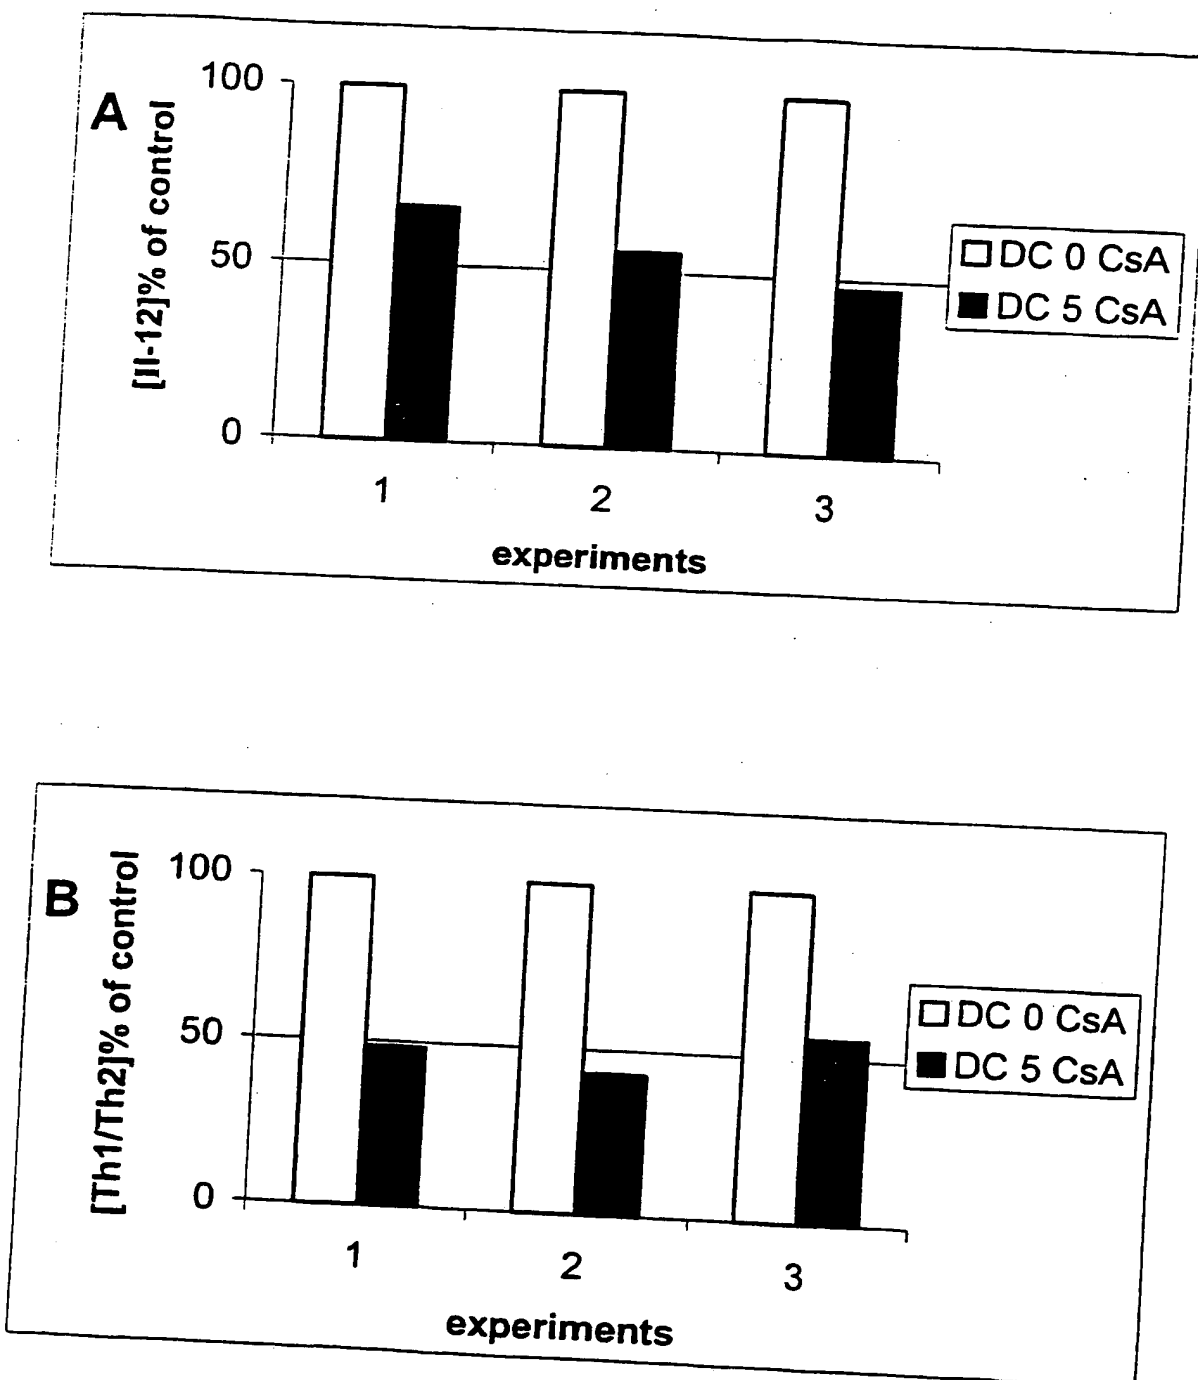 A
[Il-12]% of control
100
50
0
1 2 3
experiments
DC 0 CsA
DC 5 CsA
B
[Th1/Th2]% of control
100
50
0
1 2 3
experiments
DC 0 CsA
DC 5 CsA